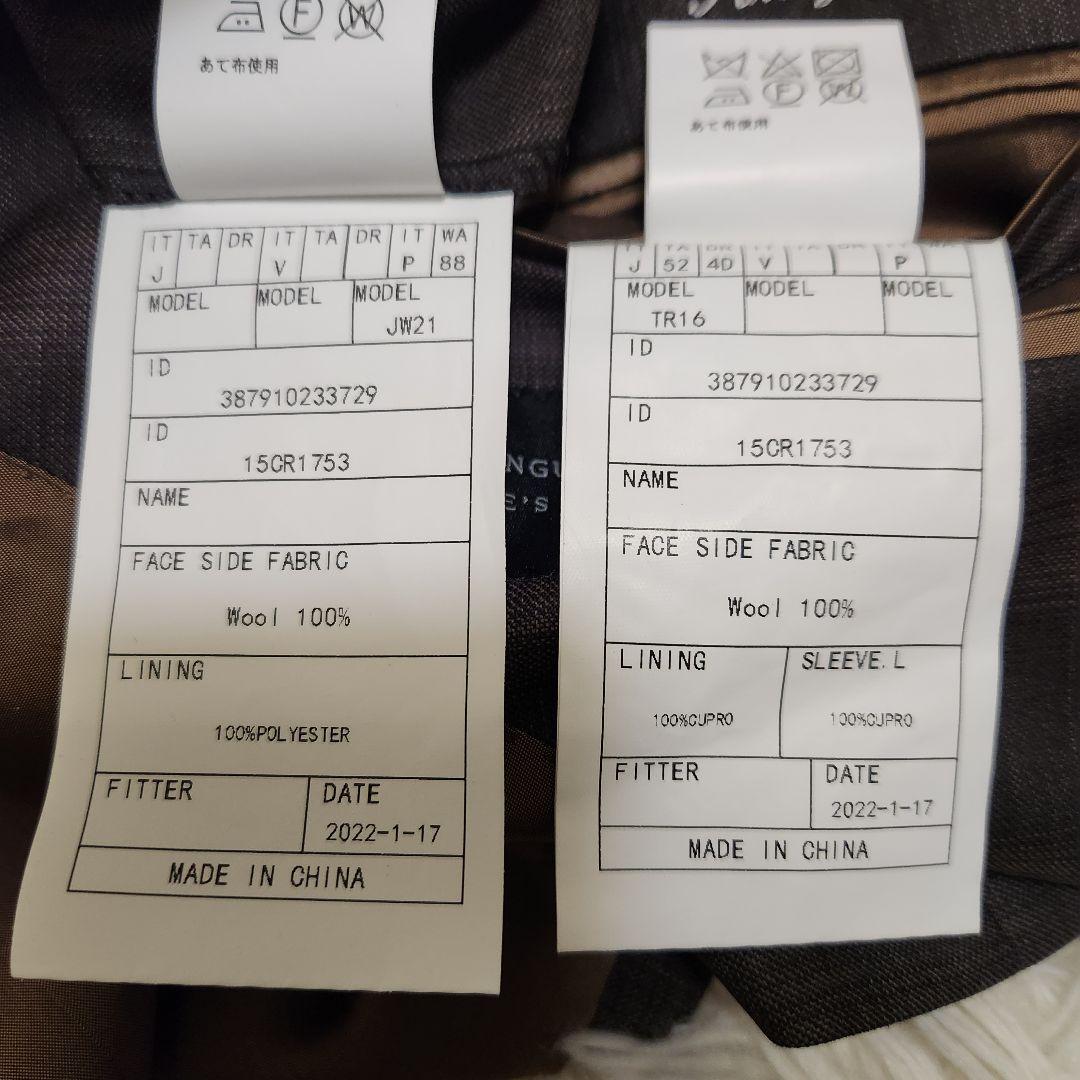 F W
あて布使用
IT TA DR IT TA DR IT WA
J V P 88
MODEL MODEL MODEL
JW21
ID
387910233729
ID
15CR1753
NAME
FACE SIDE FABRIC
Wool 100%
LINING
100%POLYESTER
FITTER DATE
2022-1-17
MADE IN CHINA
NGU
E'S
F W
あて布使用
J 52 4D V P
MODEL MODEL MODEL
TR16
ID
387910233729
ID
15CR1753
NAME
FACE SIDE FABRIC
Wool 100%
LINING SLEEVE.L
100%CUPRO 100%CUPRO
FITTER DATE
2022-1-17
MADE IN CHINA